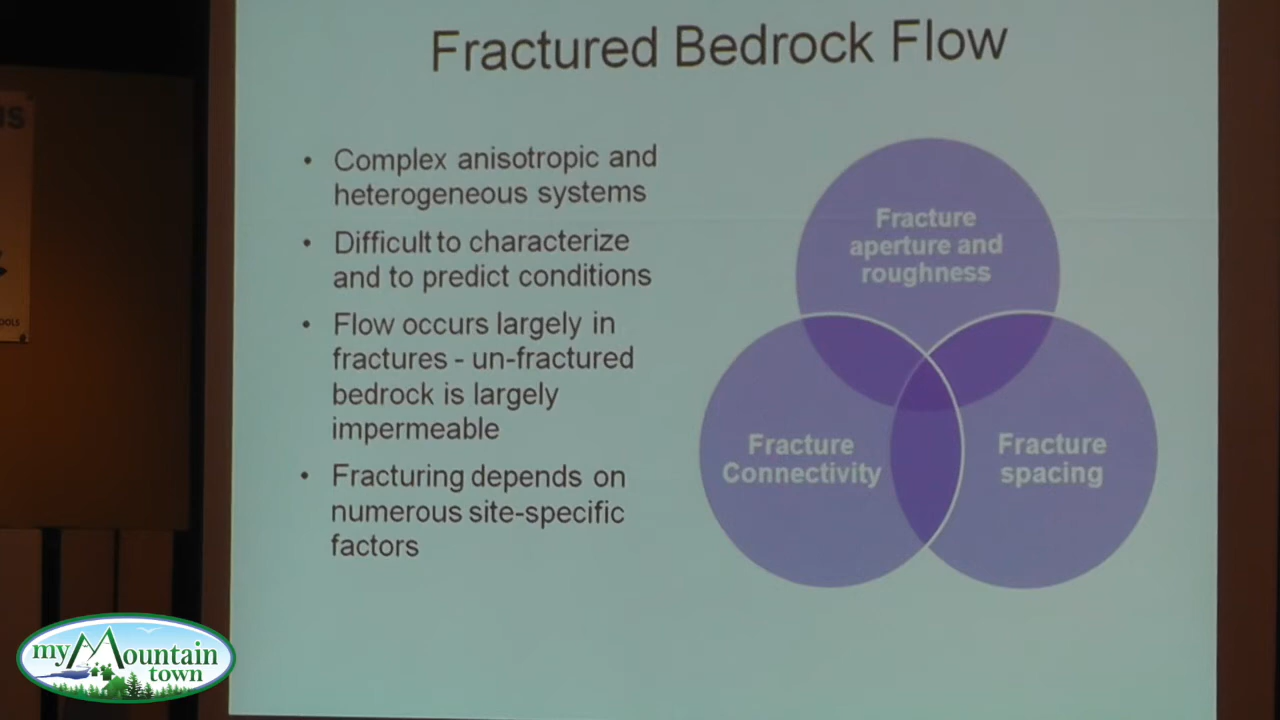 Fractured Bedrock Flow
• Complex anisotropic and
heterogeneous systems
• Difficult to characterize
and to predict conditions
• Flow occurs largely in
fractures - un-fractured
bedrock is largely
impermeable
• Fracturing depends on
numerous site-specific
factors
Fracture
aperture and
roughness
Fracture
Connectivity
Fracture
spacing
my Mountain
town